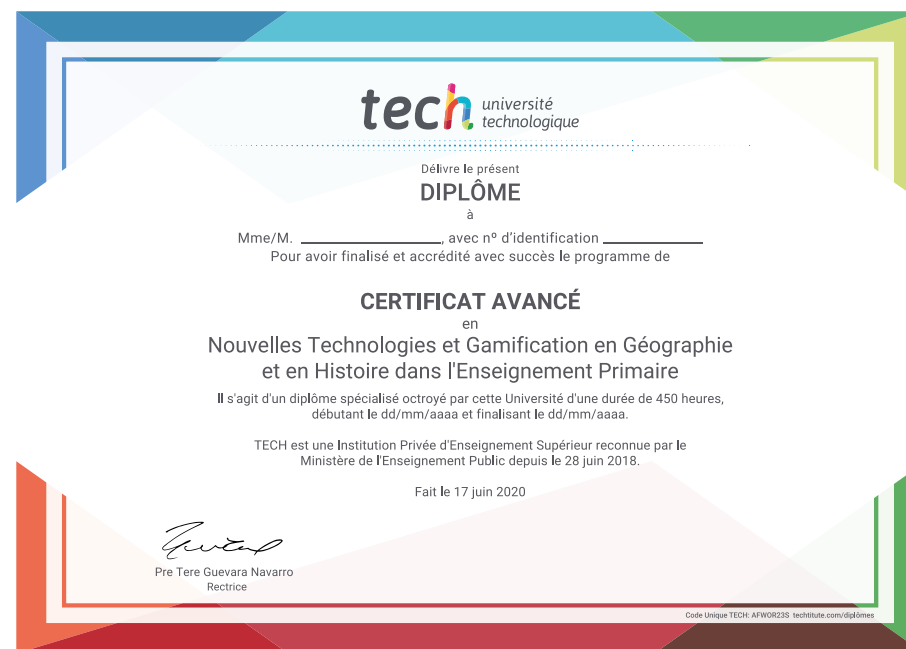 tech université
technologique
Délivre le présent
DIPLÔME
à
Mme/M. ____________________, avec nº d'identification ______________
Pour avoir finalisé et accrédité avec succès le programme de
CERTIFICAT AVANCÉ
en
Nouvelles Technologies et Gamification en Géographie
et en Histoire dans l'Enseignement Primaire
Il s'agit d'un diplôme spécialisé octroyé par cette Université d'une durée de 450 heures,
débutant le dd/mm/aaaa et finalisant le dd/mm/aaaa.
TECH est une Institution Privée d'Enseignement Supérieur reconnue par le
Ministère de l'Enseignement Public depuis le 28 juin 2018.
Fait le 17 juin 2020
Pre Tere Guevara Navarro
Rectrice
Code Unique TECH: AFWOR23S techtitute.com/diplômes